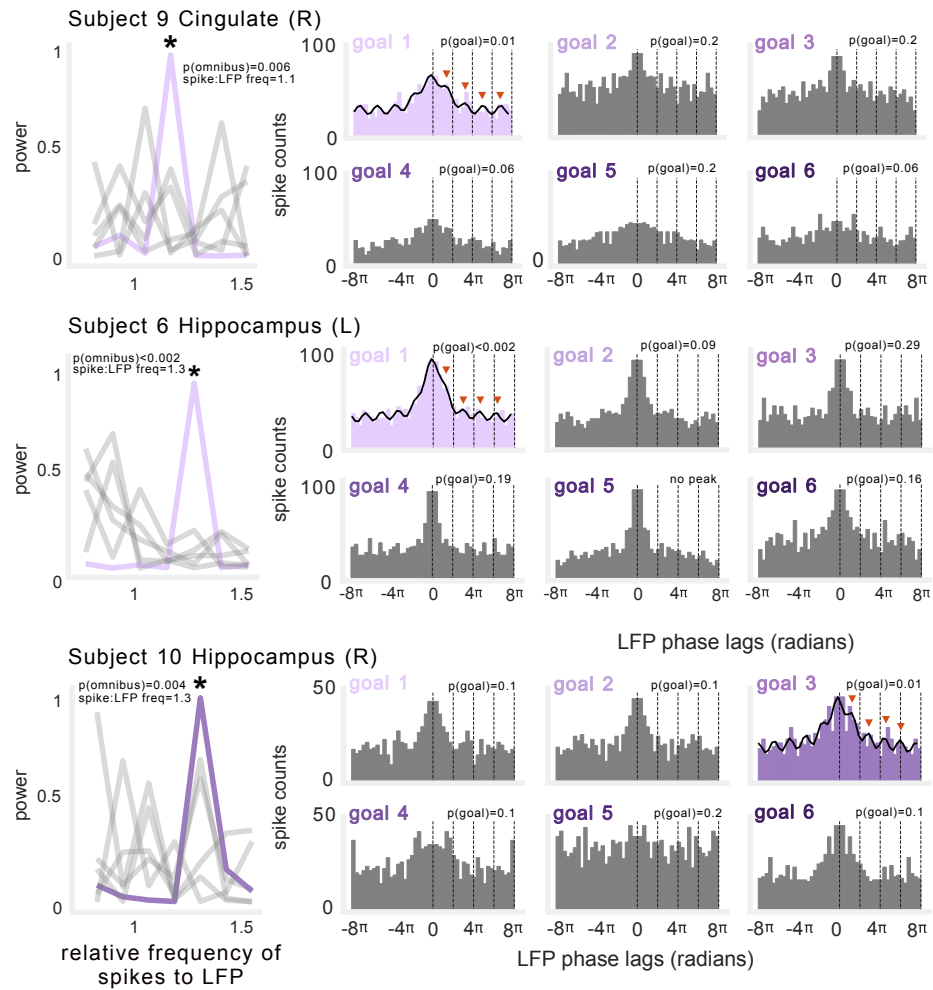 Subject 9 Cingulate (R)
1
0.5
0
power
*
p(omnibus)=0.006
spike:LFP freq=1.1
1
1.5
100
0
100
0
spike counts
goal 1
p(goal)=0.01
goal 2
p(goal)=0.2
goal 3
p(goal)=0.2
goal 4
p(goal)=0.06
goal 5
p(goal)=0.2
0
goal 6
p(goal)=0.06
-8π -4π 0 4π 8π
-8π -4π 0 4π 8π
-8π -4π 0 4π 8π
Subject 6 Hippocampus (L)
p(omnibus)<0.002
spike:LFP freq=1.3
*
1
0.5
0
power
1
1.5
100
0
100
0
spike counts
goal 1
p(goal)<0.002
goal 2
p(goal)=0.09
goal 3
p(goal)=0.29
goal 4
p(goal)=0.19
goal 5
no peak
goal 6
p(goal)=0.16
-8π -4π 0 4π 8π
-8π -4π 0 4π 8π
-8π -4π 0 4π 8π
LFP phase lags (radians)
Subject 10 Hippocampus (R)
p(omnibus)=0.004
spike:LFP freq=1.3
*
1
0.5
0
power
1
1.5
relative frequency of
spikes to LFP
50
0
50
0
spike counts
goal 1
p(goal)=0.1
goal 2
p(goal)=0.1
goal 3
p(goal)=0.01
goal 4
p(goal)=0.1
goal 5
p(goal)=0.2
goal 6
p(goal)=0.1
-8π -4π 0 4π 8π
-8π -4π 0 4π 8π
-8π -4π 0 4π 8π
LFP phase lags (radians)